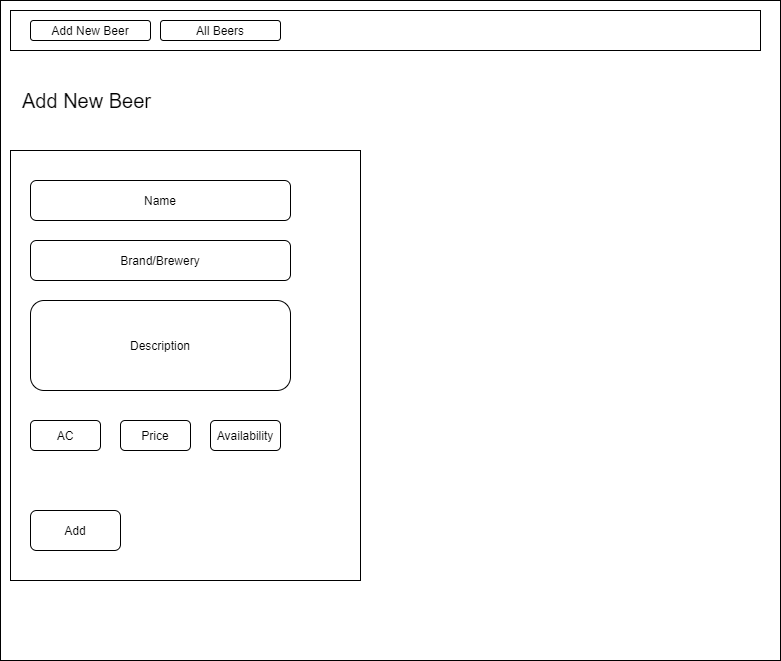 Add New Beer
All Beers
Add New Beer
Name
Brand/Brewery
Description
AC
Price
Availability
Add